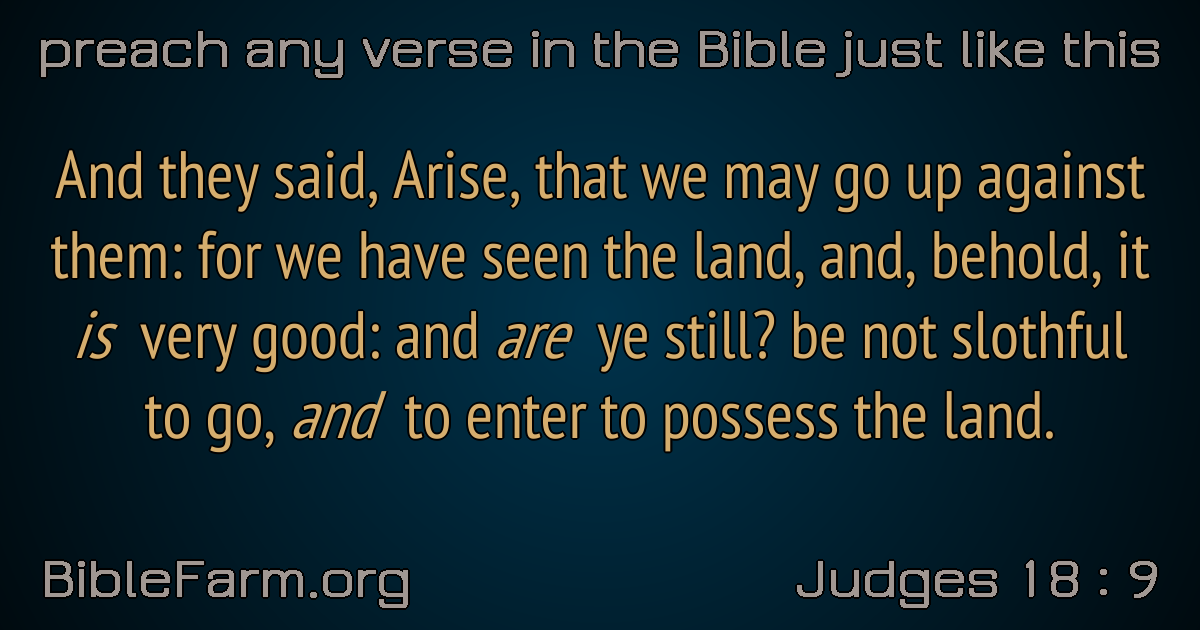 preach any verse in the Bible just like this
And they said, Arise, that we may go up against
them: for we have seen the land, and, behold, it
is very good: and are ye still? be not slothful
to go, and to enter to possess the land.
BibleFarm.org
Judges 18 : 9